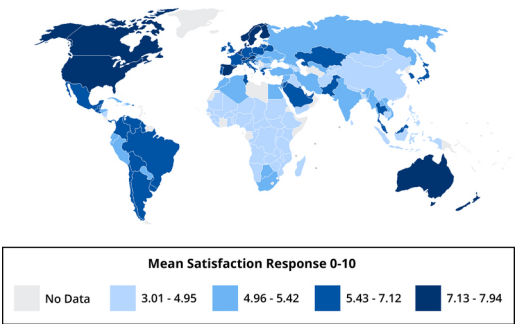 Mean Satisfaction Response 0-10
No Data
3.01 - 4.95
4.96 - 5.42
5.43 - 7.12
7.13 - 7.94